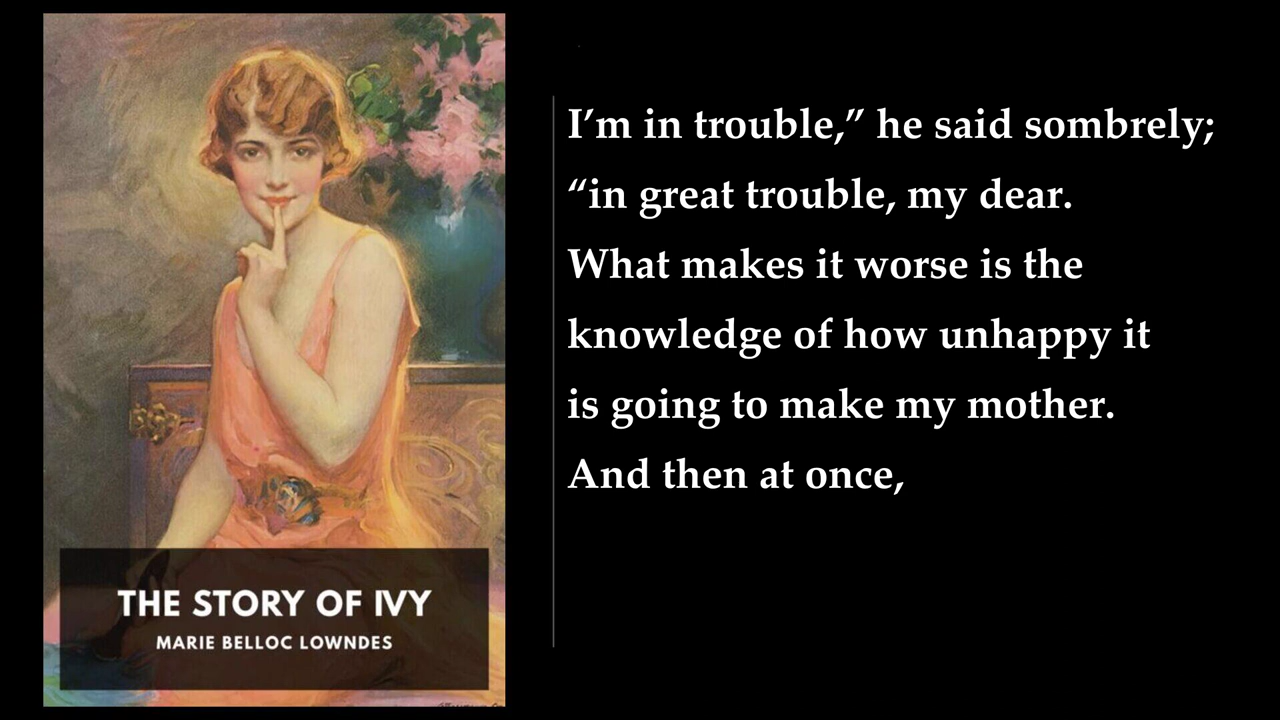 THE STORY OF IVY
MARIE BELLOC LOWNDES
I’m in trouble,” he said sombrely;
“in great trouble, my dear.
What makes it worse is the
knowledge of how unhappy it
is going to make my mother.
And then at once,